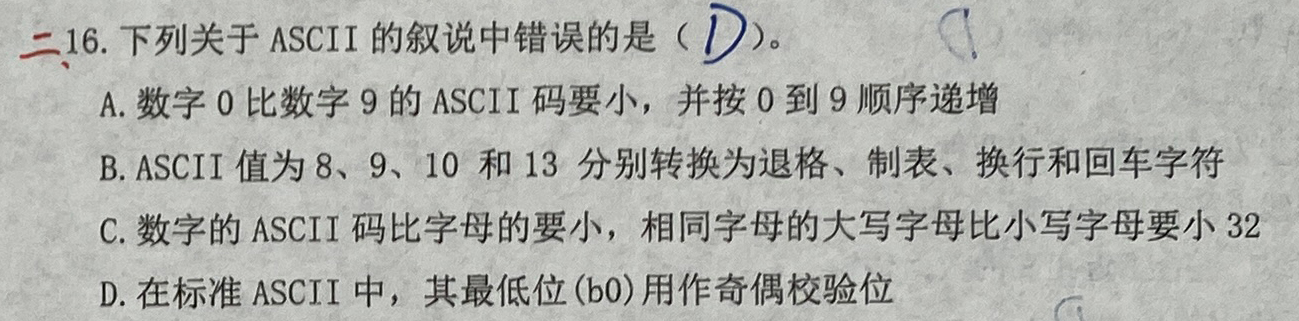 二、16. 下列关于 ASCII 的叙说中错误的是（ D ）。
A. 数字 0 比数字 9 的 ASCII 码要小，并按 0 到 9 顺序递增
B. ASCII 值为 8、9、10 和 13 分别转换为退格、制表、换行和回车字符
C. 数字的 ASCII 码比字母的要小，相同字母的大写字母比小写字母要小 32
D. 在标准 ASCII 中，其最低位(b0)用作奇偶校验位